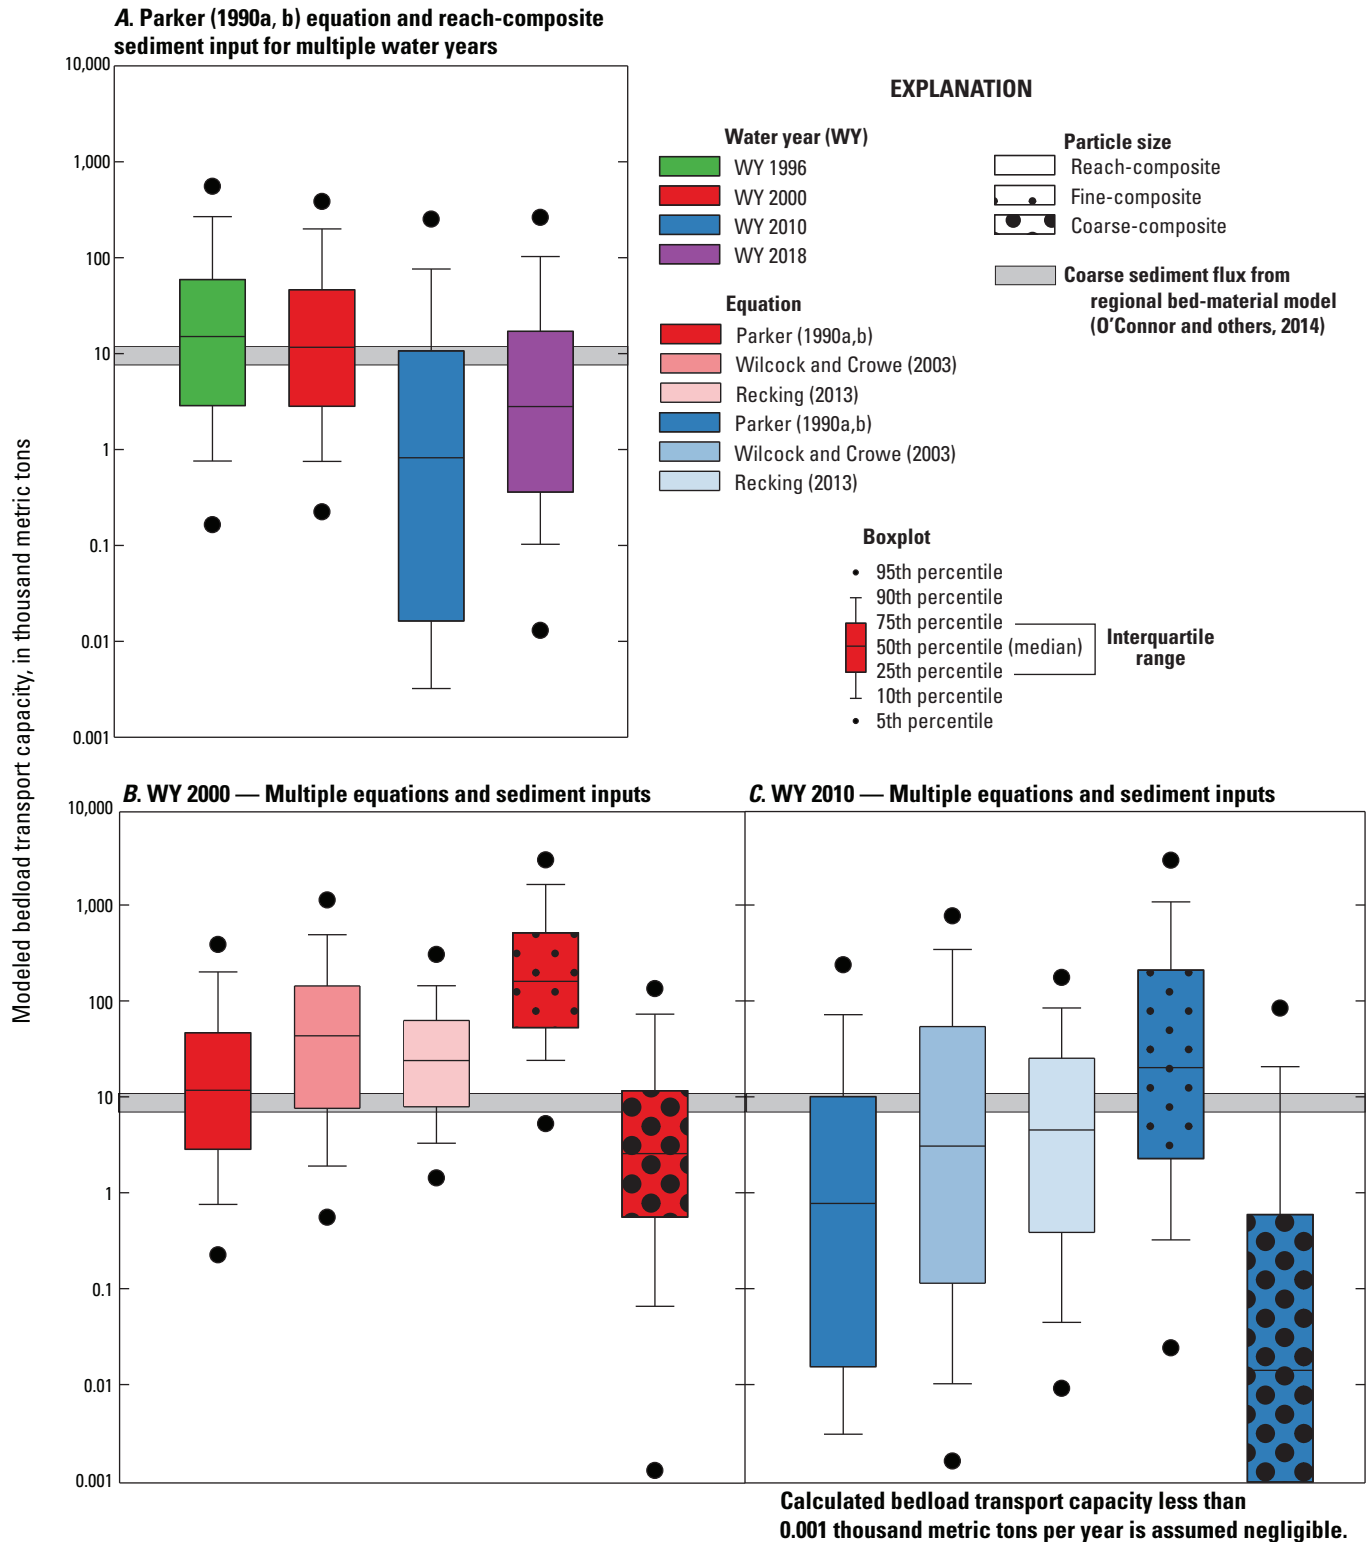 A. Parker (1990a, b) equation and reach-composite
sediment input for multiple water years
10,000
1,000
100
10
1
0.1
0.01
0.001
Modeled bedload transport capacity, in thousand metric tons
EXPLANATION
Water year (WY)
WY 1996
WY 2000
WY 2010
WY 2018
Equation
Parker (1990a,b)
Wilcock and Crowe (2003)
Recking (2013)
Parker (1990a,b)
Wilcock and Crowe (2003)
Recking (2013)
Particle size
Reach-composite
Fine-composite
Coarse-composite
Coarse sediment flux from
regional bed-material model
(O'Connor and others, 2014)
Boxplot
95th percentile
90th percentile
75th percentile
50th percentile (median)
25th percentile
10th percentile
5th percentile
Interquartile
range
B. WY 2000 — Multiple equations and sediment inputs
C. WY 2010 — Multiple equations and sediment inputs
10,000
1,000
100
10
1
0.1
0.01
0.001
Calculated bedload transport capacity less than
0.001 thousand metric tons per year is assumed negligible.